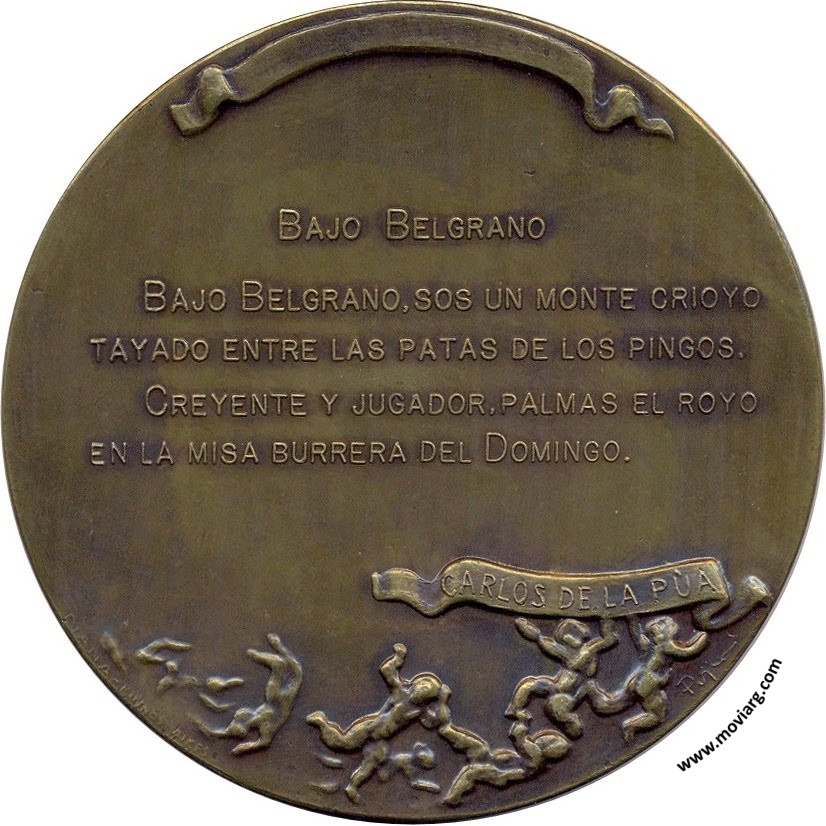 BAJO BELGRANO
BAJO BELGRANO, SOS UN MONTE CRIOYO
TAYADO ENTRE LAS PATAS DE LOS PINGOS.
CREYENTE Y JUGADOR, PALMAS EL ROYO
EN LA MISA BURRERA DEL DOMINGO.
CARLOS DE LA PÙA
www.moviarg.com